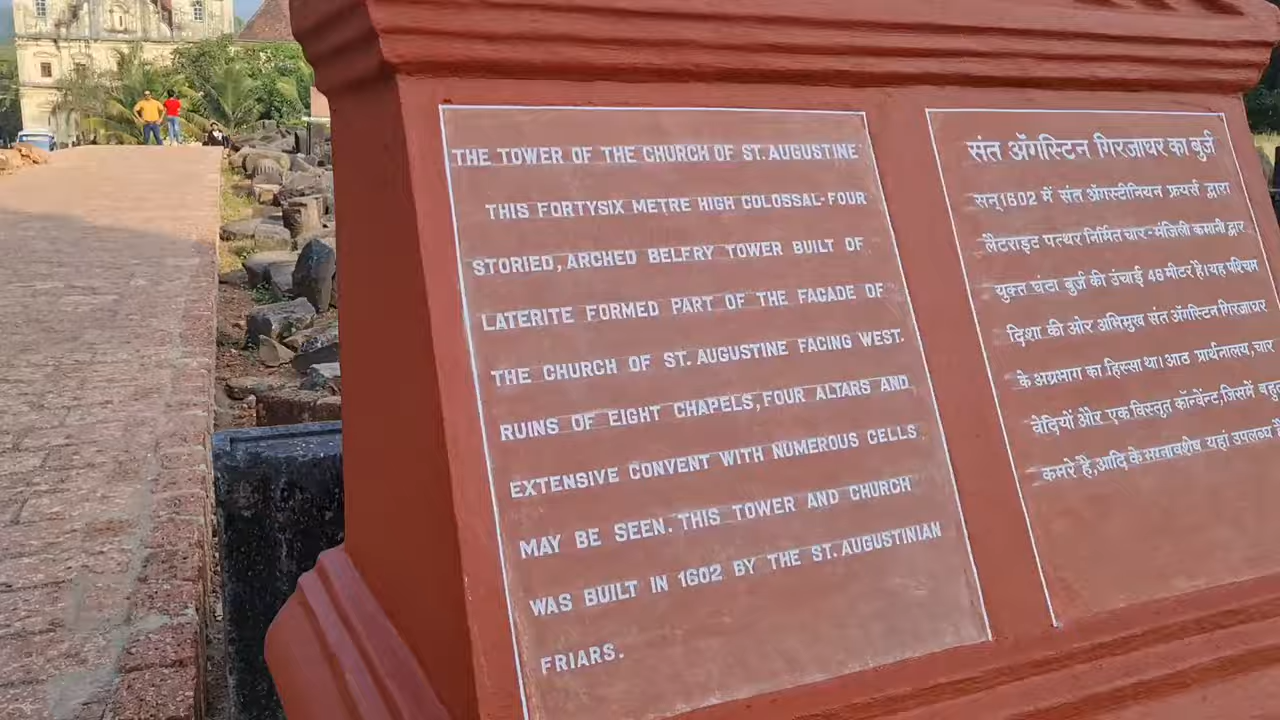 THE TOWER OF THE CHURCH OF ST.AUGUSTINE
THIS FORTYSIX METRE HIGH COLOSSAL-FOUR
STORIED, ARCHED BELFRY TOWER BUILT OF
LATERITE FORMED PART OF THE FACADE OF
THE CHURCH OF ST. AUGUSTINE FACING WEST.
RUINS OF EIGHT CHAPELS, FOUR ALTARS AND
EXTENSIVE CONVENT WITH NUMEROUS CELLS
MAY BE SEEN. THIS TOWER AND CHURCH
WAS BUILT IN 1602 BY THE ST. AUGUSTINIAN
FRIARS.
संत ऑगस्टिन गिरजाघर का बुर्ज
सन्1602 में संत ऑगस्टीनियन फ्रयर्स द्वारा
लैटराइट पत्थर निर्मित चार-मंजिली कमानी द्वार
युक्त घंटा बुर्ज की उंचाई 46 मीटर है।यह पश्चिम
दिशा की ओर अभिमुख संत ऑगस्टिन गिरजाघर
के अग्रभाग का हिस्सा था। आठ प्रार्थनालय, चार
वेदियों और एक विस्तृत कॉन्वेंट,जिसमें बहुत
कमरे है,आदि के भग्नावशेष यहां उपलब्ध है